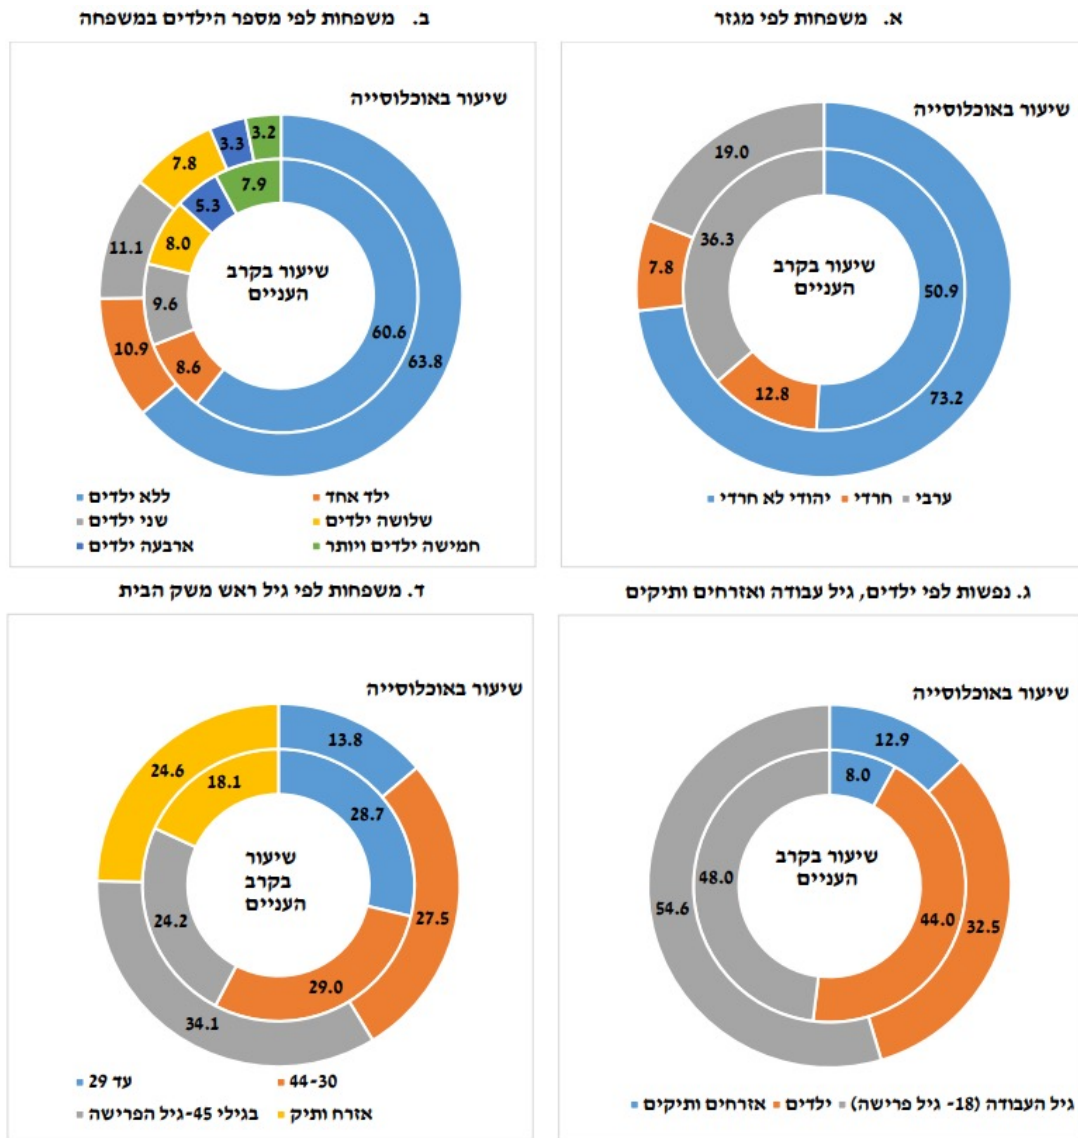 א. משפחות לפי מגזר
שיעור באוכלוסייה
19.0
36.3
7.8
שיעור בקרב
העניים
50.9
12.8
73.2
יהודי לא חרדי חרדי ערבי
ב. משפחות לפי מספר הילדים במשפחה
שיעור באוכלוסייה
3.2
3.3
7.8
7.9
5.3
11.1
8.0
שיעור בקרב
העניים
9.6
60.6
10.9
8.6
63.8
ללא ילדים ילד אחד
שני ילדים שלושה ילדים
ארבעה ילדים חמישה ילדים ויותר
ג. נפשות לפי ילדים, גיל עבודה ואזרחים ותיקים
שיעור באוכלוסייה
12.9
8.0
שיעור בקרב
העניים
48.0
54.6
44.0
32.5
אזרחים ותיקים ילדים גיל העבודה (18- גיל פרישה)
ד. משפחות לפי גיל ראש משק הבית
שיעור באוכלוסייה
13.8
24.6
18.1
28.7
שיעור
בקרב
העניים
24.2
27.5
29.0
34.1
עד 29 44-30
בגילי 45-גיל הפרישה אזרח ותיק